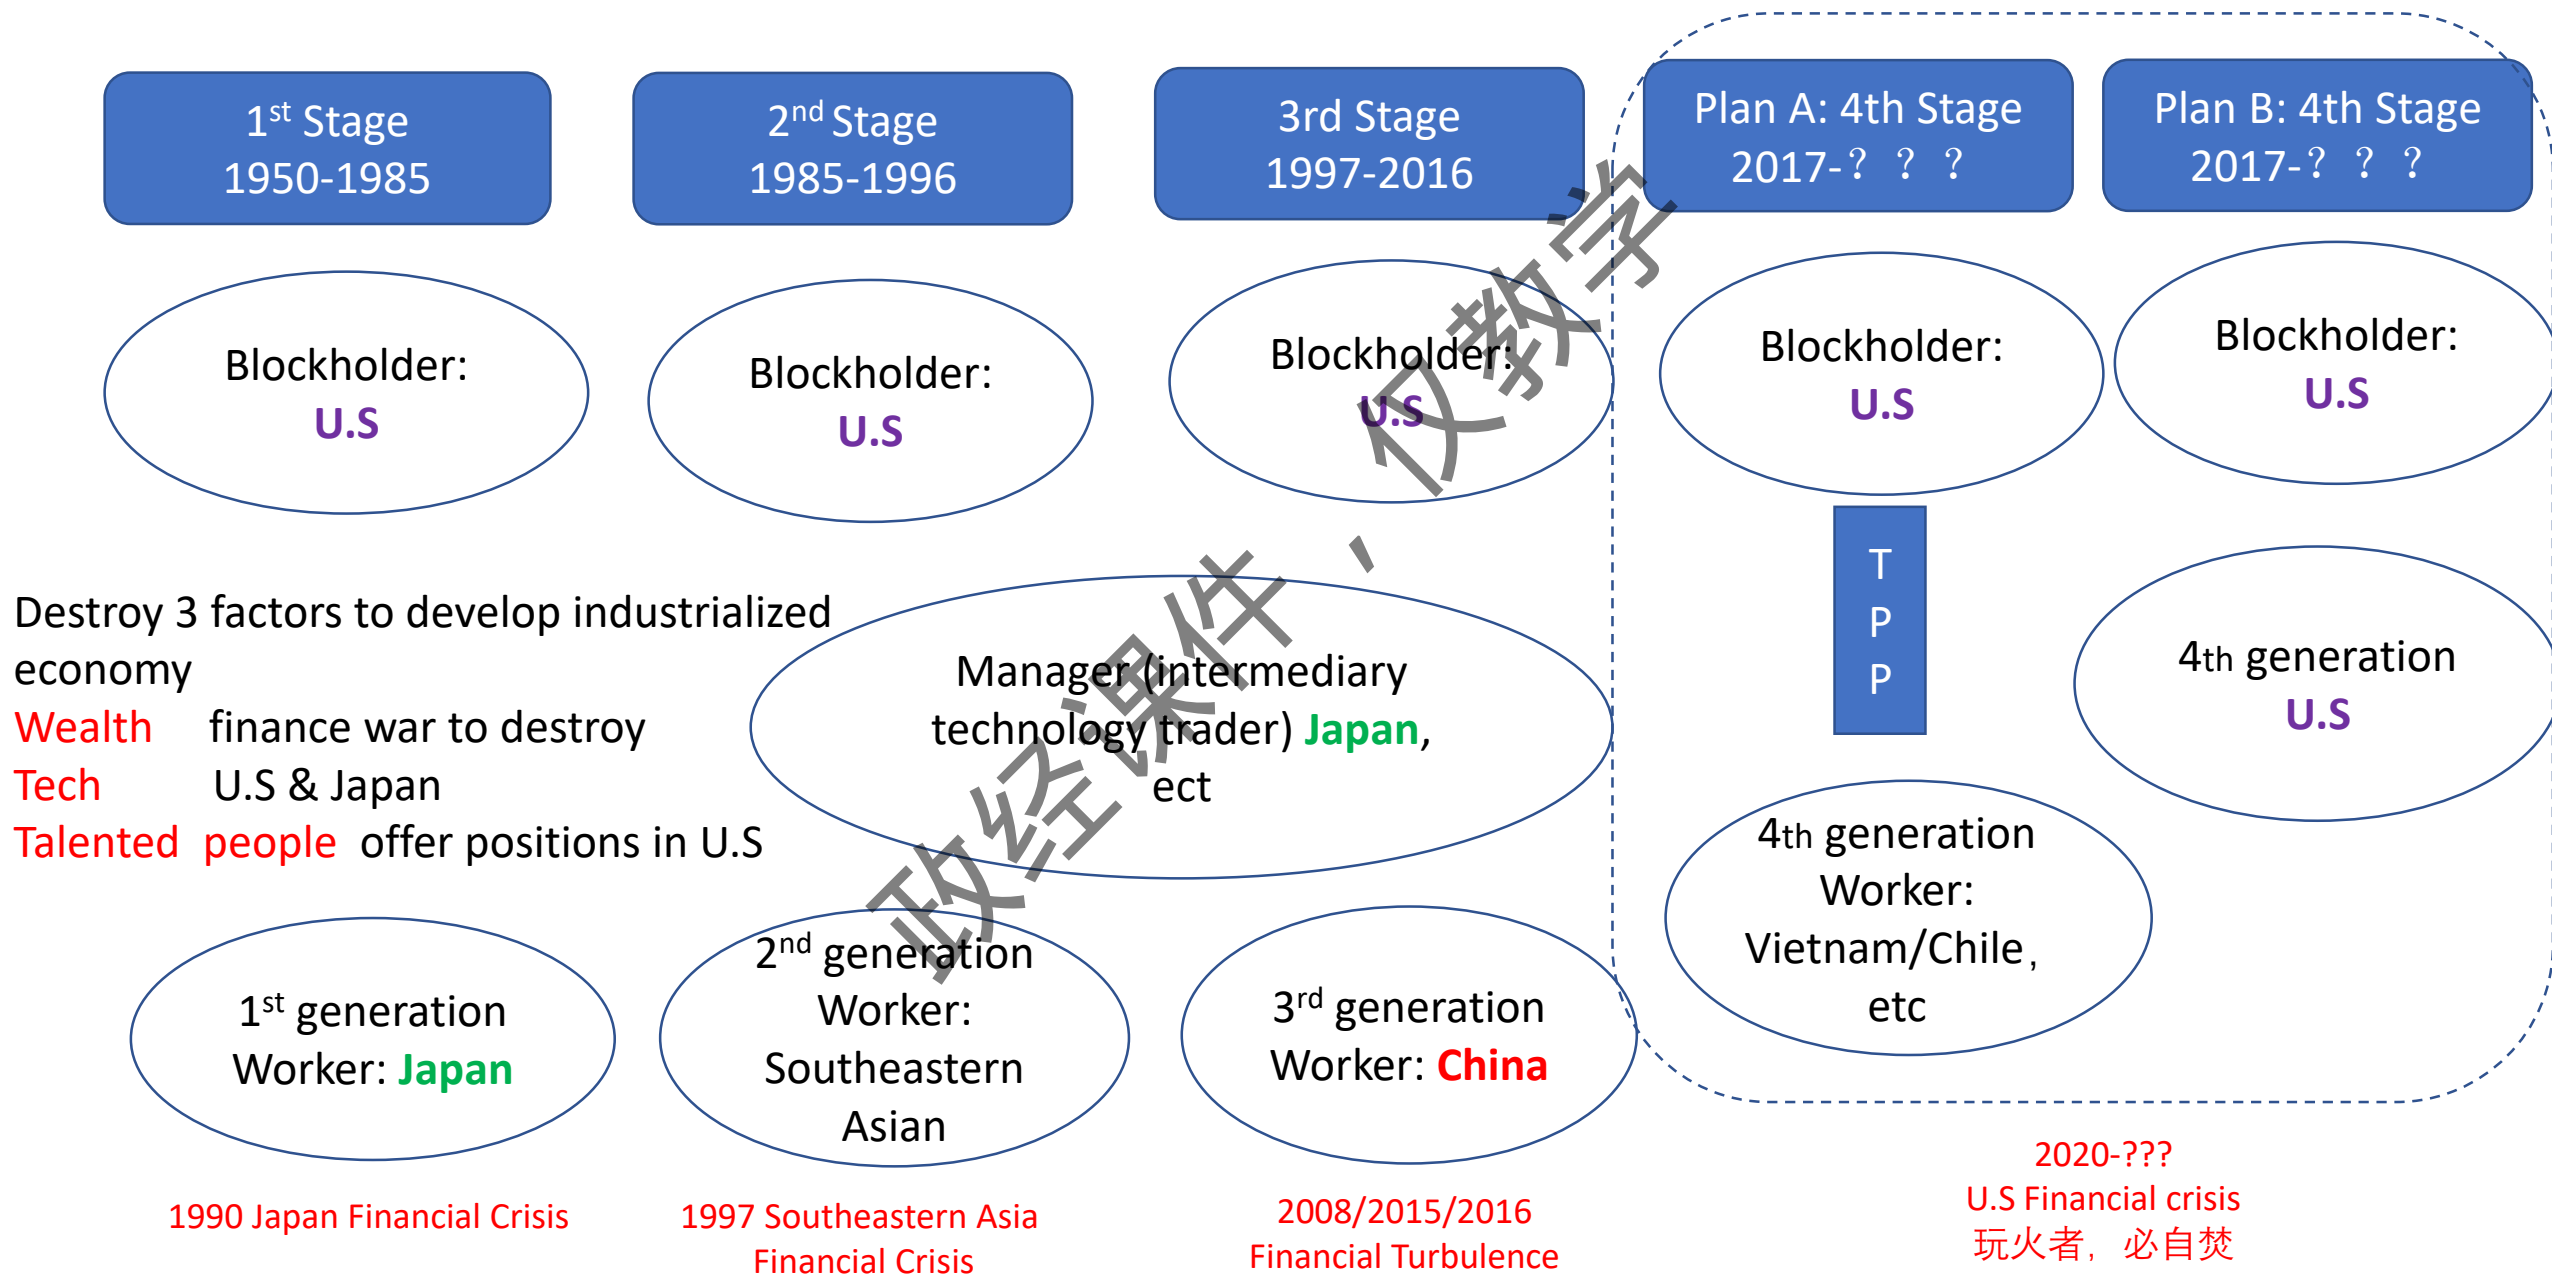 1st Stage
1950-1985
2nd Stage
1985-1996
3rd Stage
1997-2016
Plan A: 4th Stage
2017-？？？
Plan B: 4th Stage
2017-？？？
Blockholder:
U.S
Blockholder:
U.S
Blockholder:
U.S
Blockholder:
U.S
Blockholder:
U.S
T
P
P
Destroy 3 factors to develop industrialized
economy
Wealth finance war to destroy
Tech U.S & Japan
Talented people offer positions in U.S
Manager (intermediary
technology trader) Japan,
ect
4th generation
U.S
4th generation
Worker:
Vietnam/Chile,
etc
1st generation
Worker: Japan
2nd generation
Worker:
Southeastern
Asian
3rd generation
Worker: China
1990 Japan Financial Crisis
1997 Southeastern Asia
Financial Crisis
2008/2015/2016
Financial Turbulence
2020-???
U.S Financial crisis
玩火者，必自焚
政经课件，仅教学